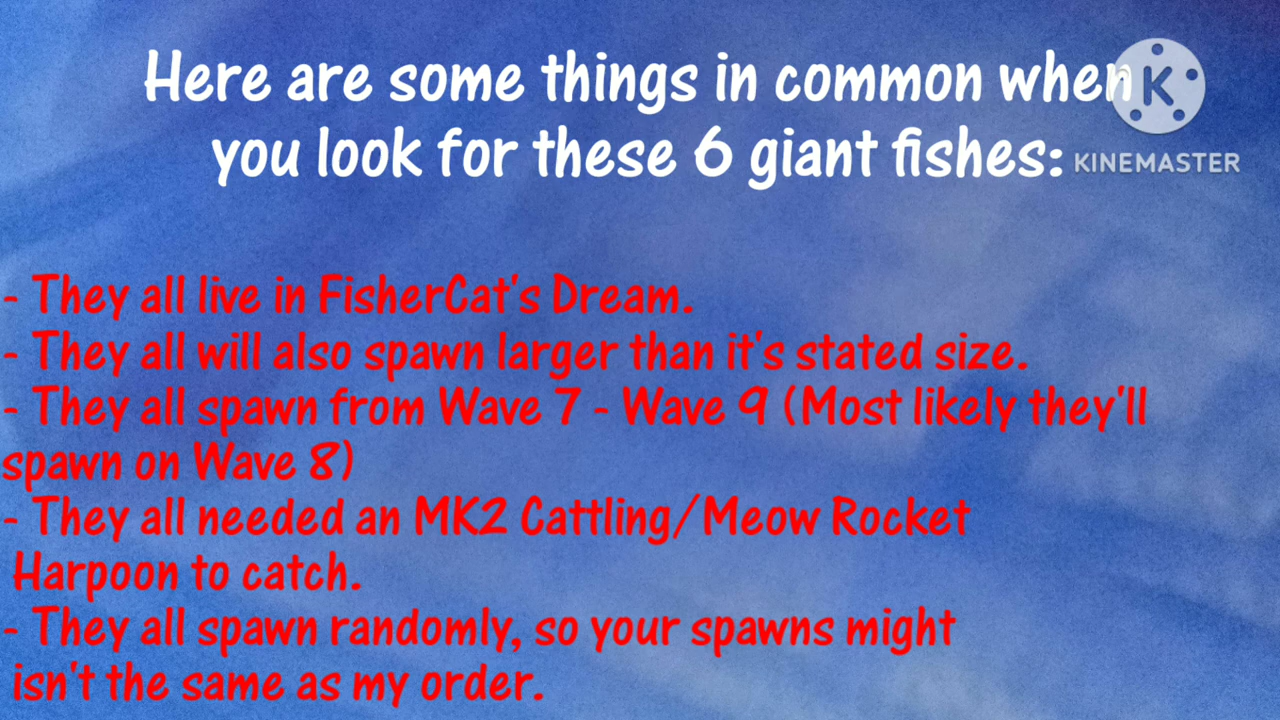 Here are some things in common when
you look for these 6 giant fishes:
K
KINEMASTER
- They all live in FisherCat's Dream.
- They all will also spawn larger than it's stated size.
- They all spawn from Wave 7 - Wave 9 (Most likely they'll
spawn on Wave 8)
- They all needed an MK2 Cattling/Meow Rocket
Harpoon to catch.
- They all spawn randomly, so your spawns might
isn't the same as my order.